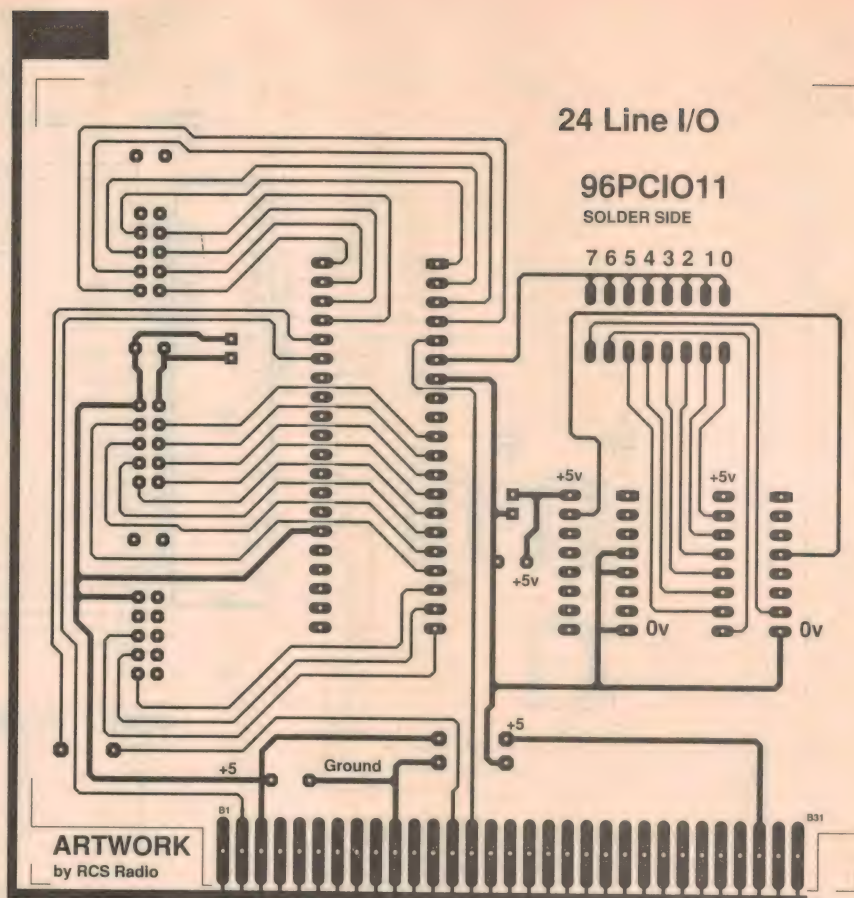 24 Line I/O
96PCIO11
SOLDER SIDE
7 6 5 4 3 2 1 0
+5v
+5v
+5v
0v
0v
+5
+5
Ground
B1
B31
ARTWORK
by RCS Radio